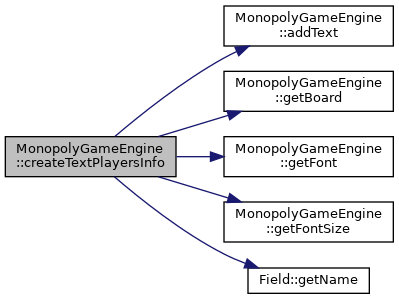 MonopolyGameEngine
::createTextPlayersInfo
MonopolyGameEngine
::addText
MonopolyGameEngine
::getBoard
MonopolyGameEngine
::getFont
MonopolyGameEngine
::getFontSize
Field::getName